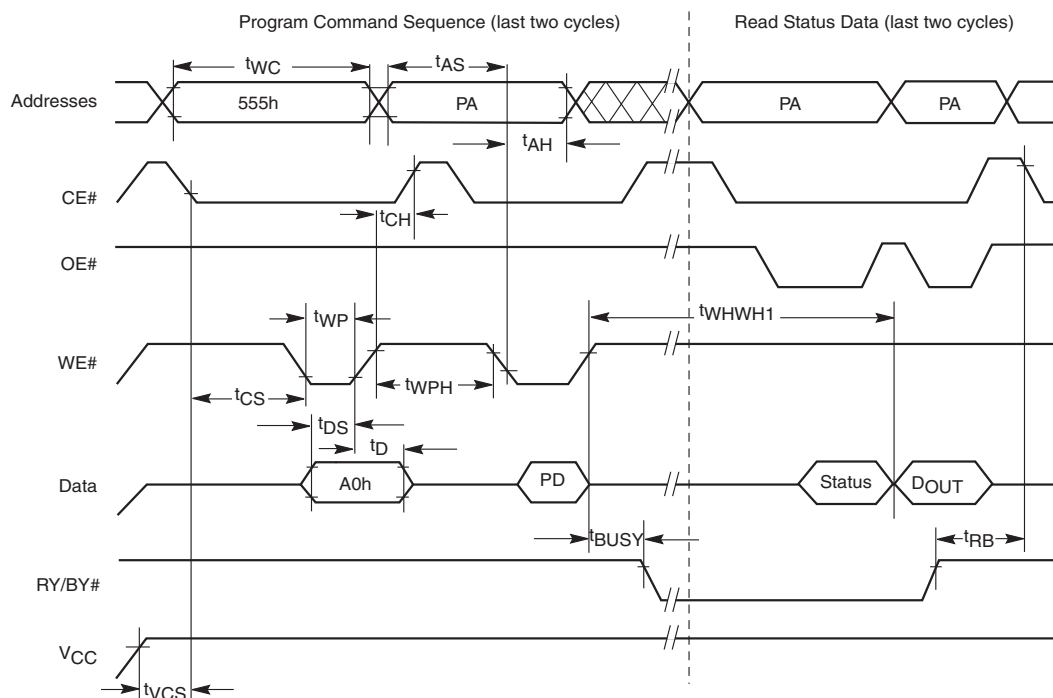 Program Command Sequence (last two cycles)
Read Status Data (last two cycles)
tWC
tAS
Addresses
555h
PA
PA
PA
tAH
CE#
tCH
OE#
tWHWH1
tWP
WE#
tCS
tWPH
tDS
tD
Data
A0h
PD
Status
DOUT
tBUSY
tRB
RY/BY#
VCC
tVCS